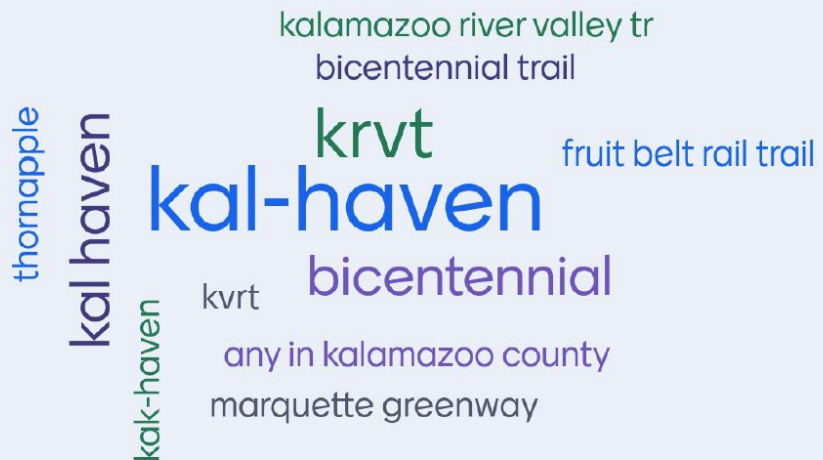 kalamazoo river valley tr
bicentennial trail
thornapple
kal haven
krvt
fruit belt rail trail
kal-haven
bicentennial
kvrt
kak-haven
any in kalamazoo county
marquette greenway